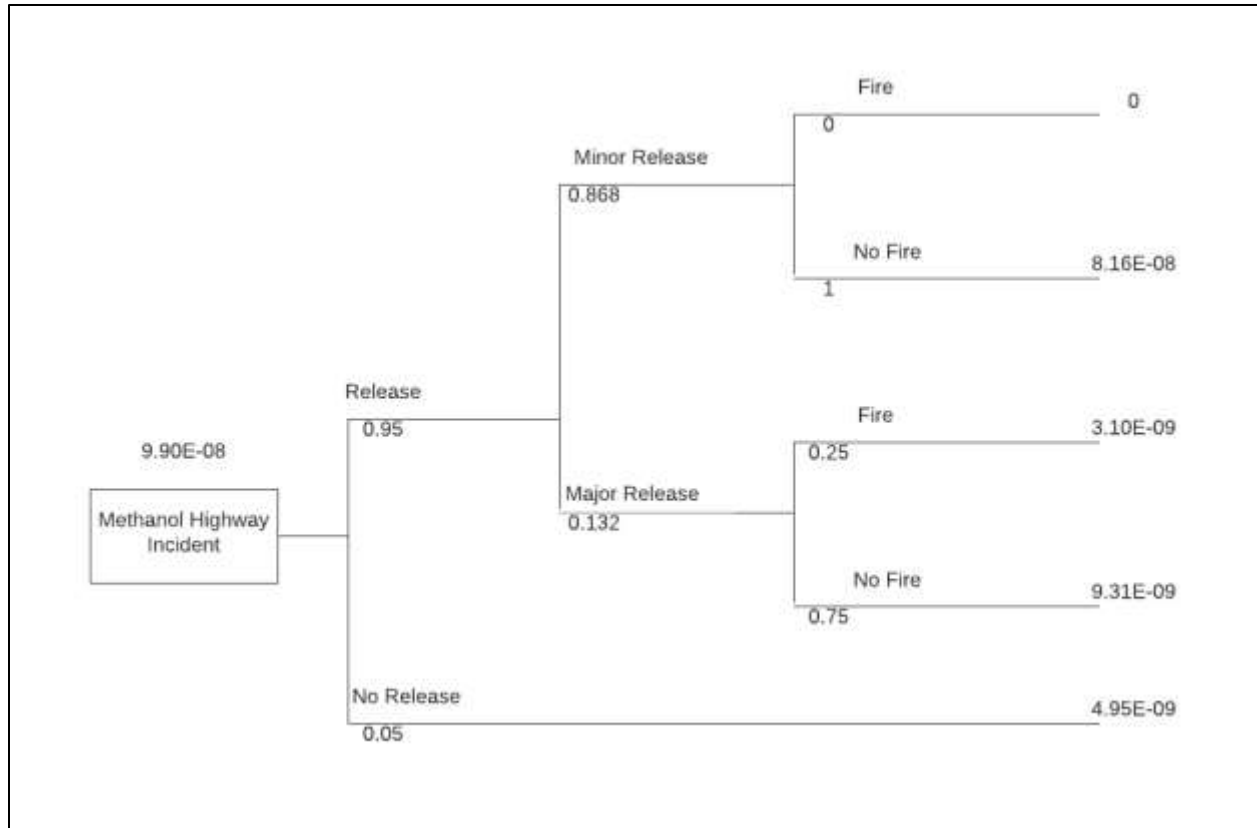 Fire
0
0
Minor Release
0.868
No Fire
8.16E-08
1
Release
0.95
Fire
3.10E-09
0.25
9.90E-08
Methanol Highway
Incident
Major Release
0.132
No Fire
9.31E-09
0.75
No Release
4.95E-09
0.05